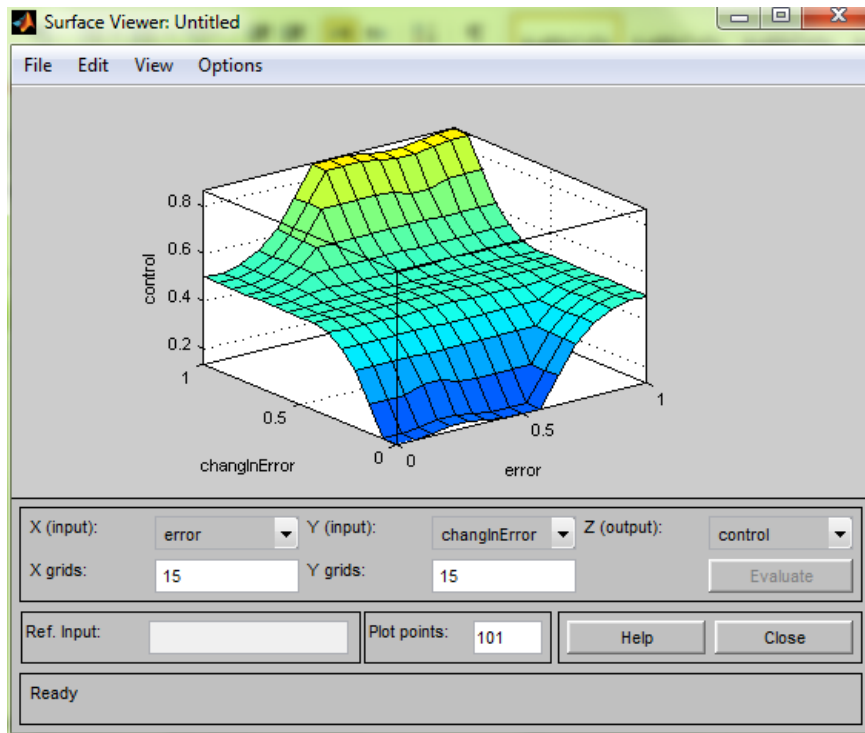 Surface Viewer: Untitled
File Edit View Options
0.8
0.6
0.4
0.2
control
1
0.5
0
changInError
0
0.5
1
error
X (input): error Y (input): changInError Z (output): control
X grids: 15 Y grids: 15 Evaluate
Ref. Input: Plot points: 101 Help Close
Ready